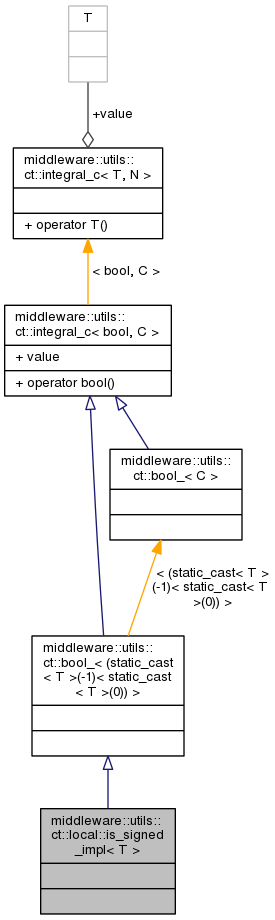 T
+value
middleware::utils::
ct::integral_c< T, N >
+ operator T()
< bool, C >
middleware::utils::
ct::integral_c< bool, C >
+ value
+ operator bool()
middleware::utils::
ct::bool_< C >
< (static_cast< T >
(-1)< static_cast< T
>(0)) >
middleware::utils::
ct::bool_< (static_cast
< T >(-1)< static_cast
< T >(0)) >
middleware::utils::
ct::local::is_signed
_impl< T >